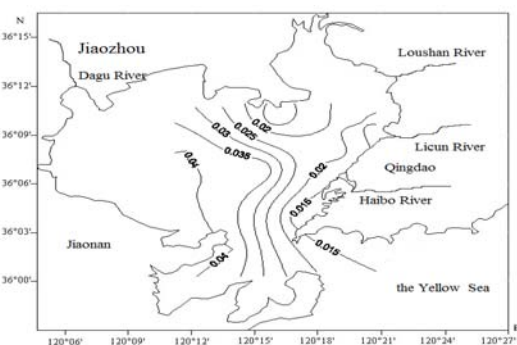 N
36°15'
Jiaozhou
Loushan River
36°12'
Dagu River
0.02
0.025
0.03
36°09'
0.035
Licun River
0.04
0.02
Qingdao
36°06'
0.015
Haibo River
36°03'
Jiaonan
0.015
0.04
36°00'
the Yellow Sea
120°06' 120°09' 120°12' 120°15' 120°18' 120°21' 120°24' 120°27'